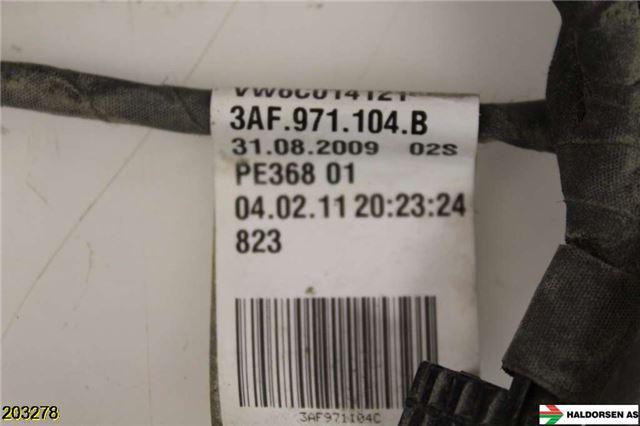 VW8C014121
3AF.971.104.B
31.08.2009 02S
PE368 01
04.02.11 20:23:24
823
3AF971104C
203278
HALDORSEN AS